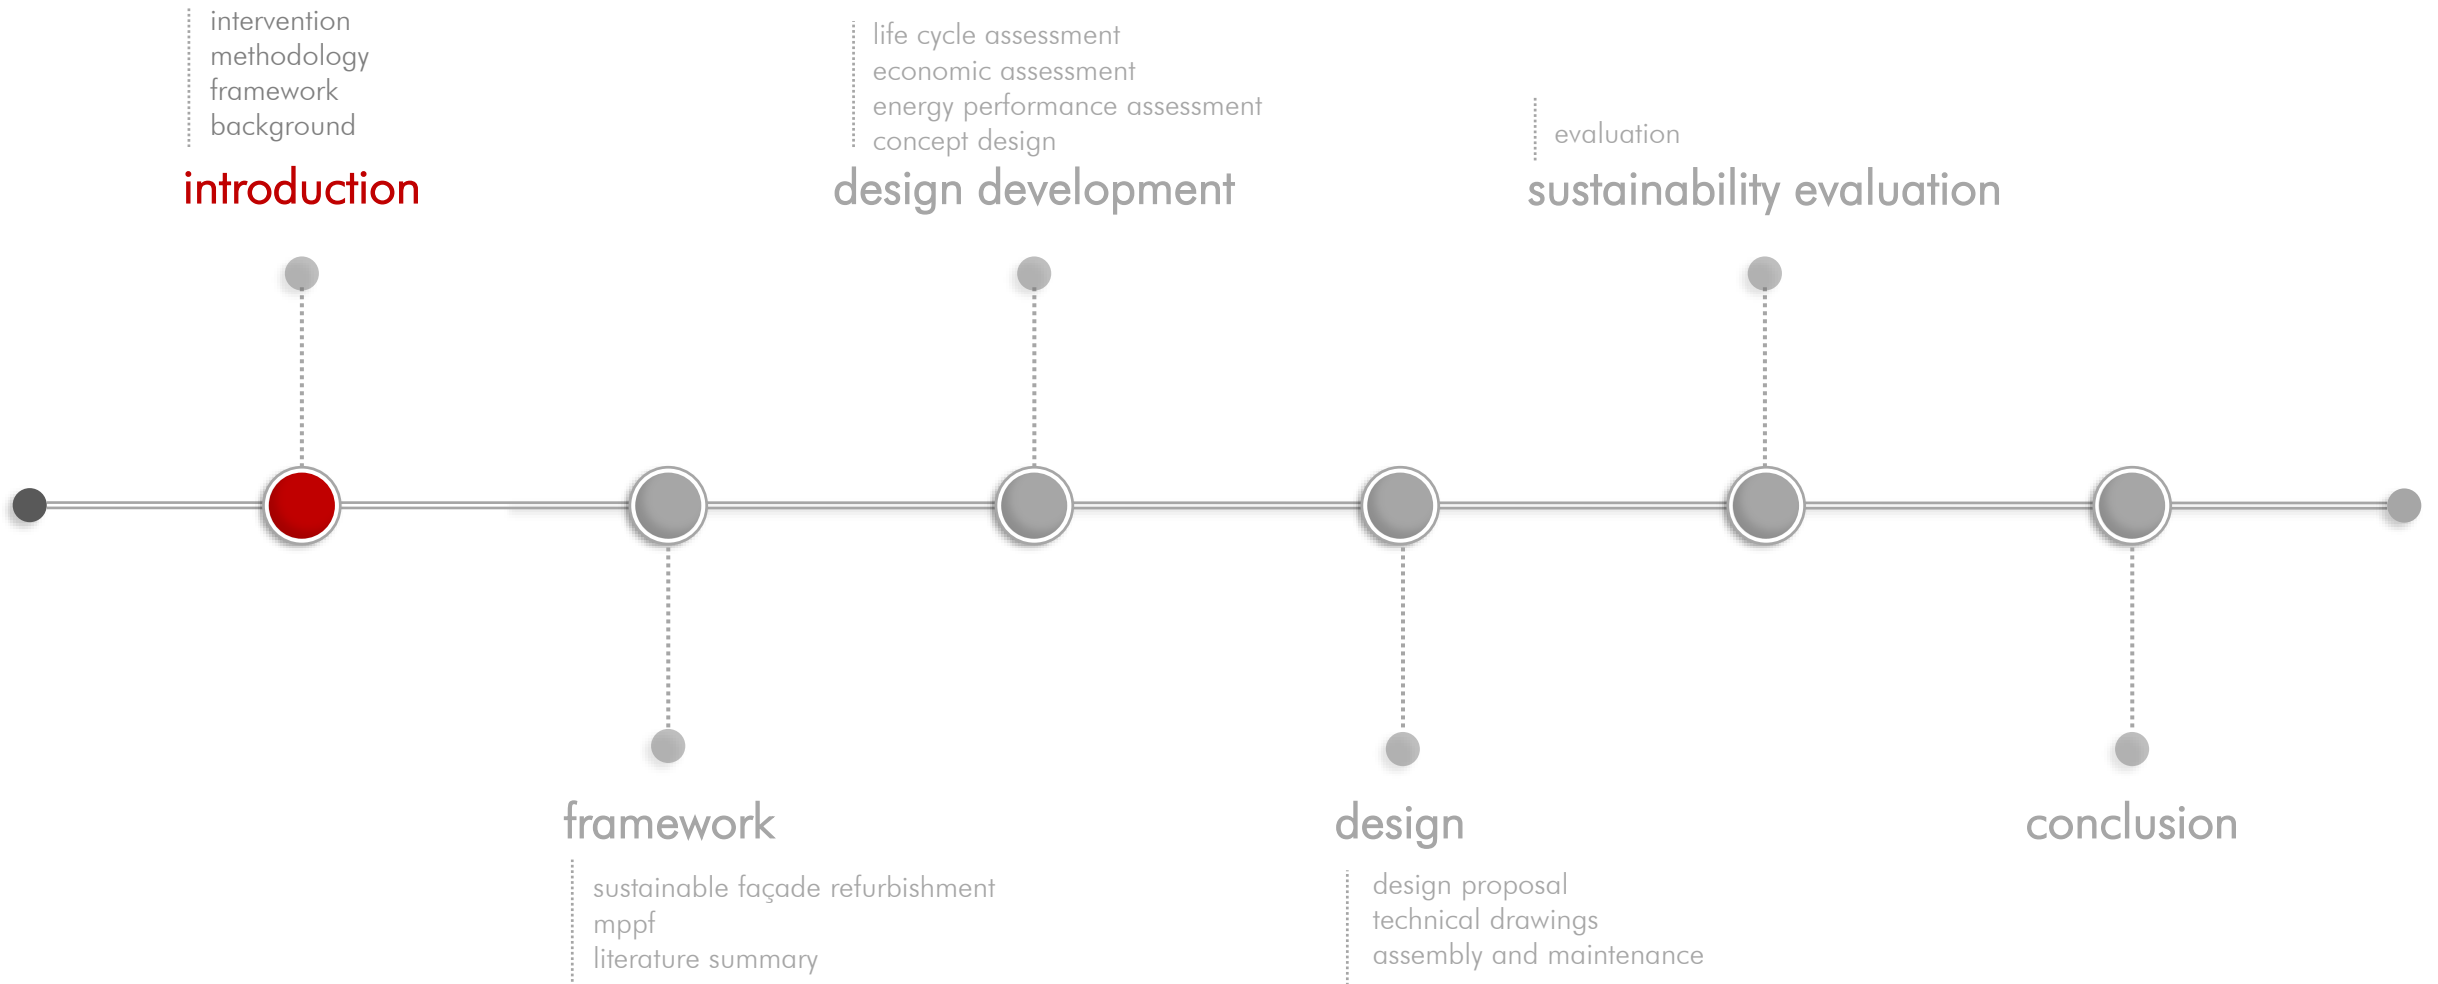 intervention
methodology
framework
background
introduction
life cycle assessment
economic assessment
energy performance assessment
concept design
design development
evaluation
sustainability evaluation
framework
sustainable façade refurbishment
mppf
literature summary
design
design proposal
technical drawings
assembly and maintenance
conclusion